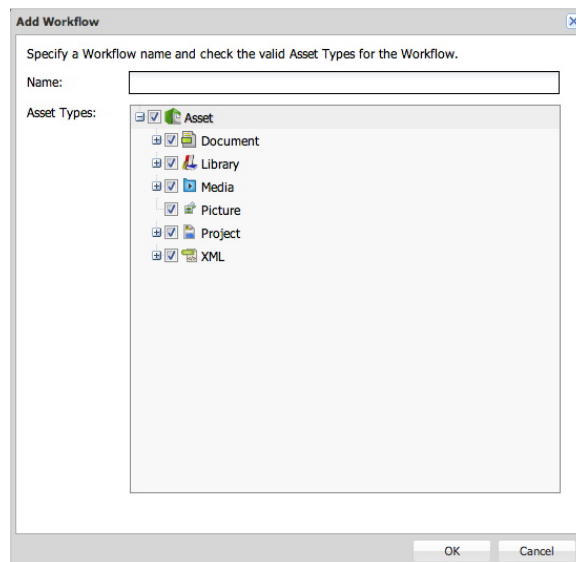 Add Workflow
Specify a Workflow name and check the valid Asset Types for the Workflow.
Name:
Asset Types:
Asset
Document
Library
Media
Picture
Project
XML
OK
Cancel